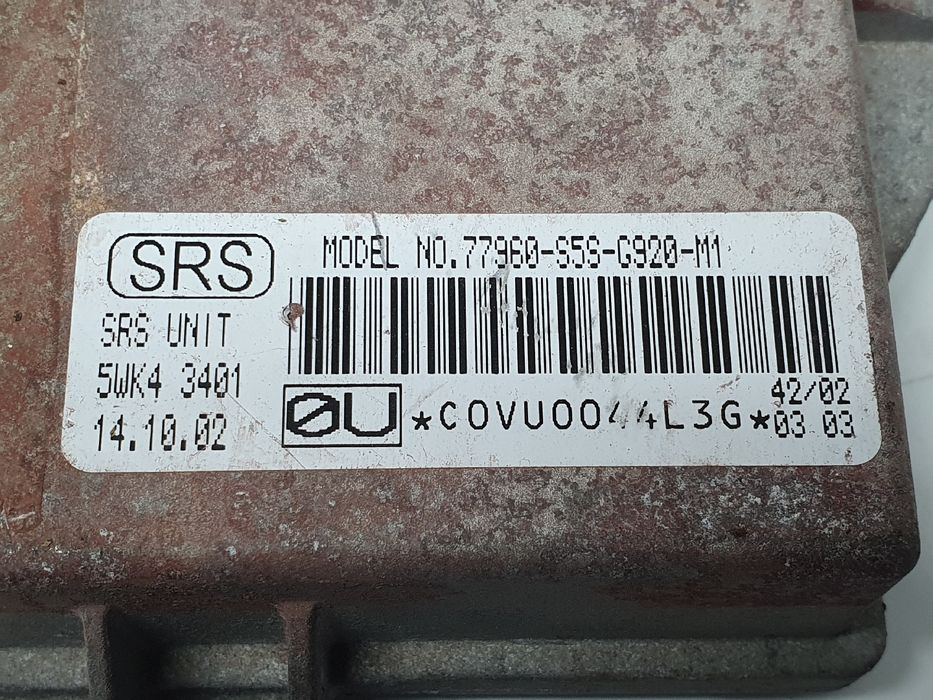 SRS
MODEL NO.77960-S5S-G920-M1
SRS UNIT
5WK4 3401
14.10.02
0U
*C0VU0044L3G*
42/02
03 03